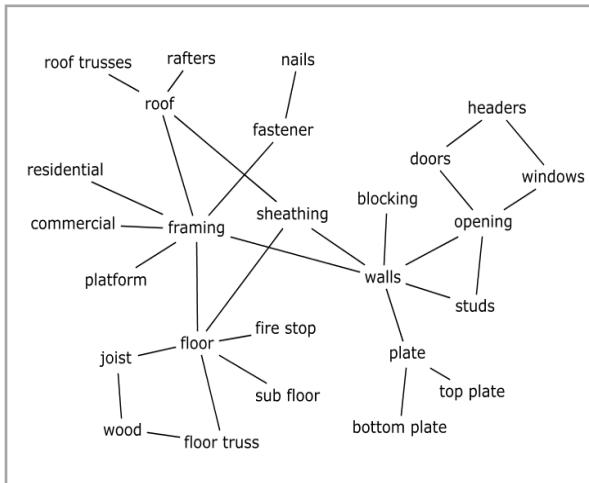 roof trusses
rafters
nails
roof
headers
fastener
doors
residential
windows
blocking
sheathing
commercial
framing
opening
platform
walls
studs
fire stop
floor
joist
plate
sub floor
top plate
bottom plate
wood
floor truss